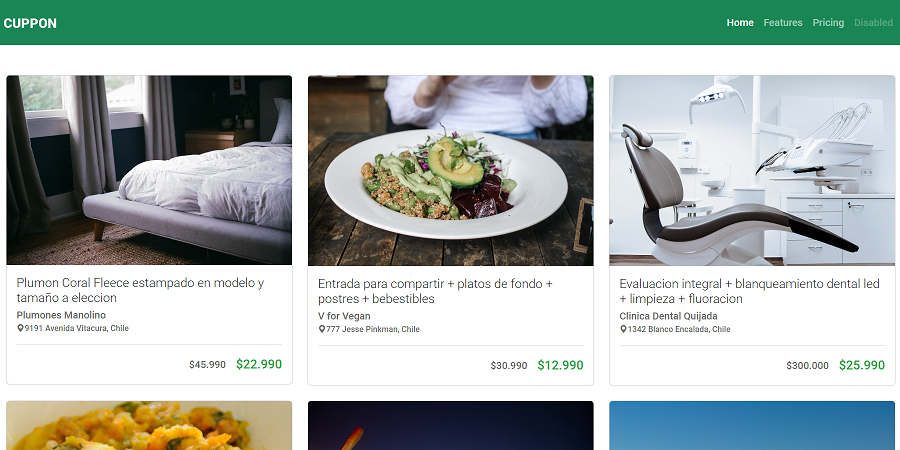 CUPPON
Home Features Pricing Disabled
Plumon Coral Fleece estampado en modelo y
tamaño a eleccion
Plumones Manolino
9191 Avenida Vitacura, Chile
$45.990 $22.990
Entrada para compartir + platos de fondo +
postres + bebestibles
V for Vegan
777 Jesse Pinkman, Chile
$30.990 $12.990
Evaluacion integral + blanqueamiento dental led
+ limpieza + fluoracion
Clinica Dental Quijada
1342 Blanco Encalada, Chile
$300.000 $25.990